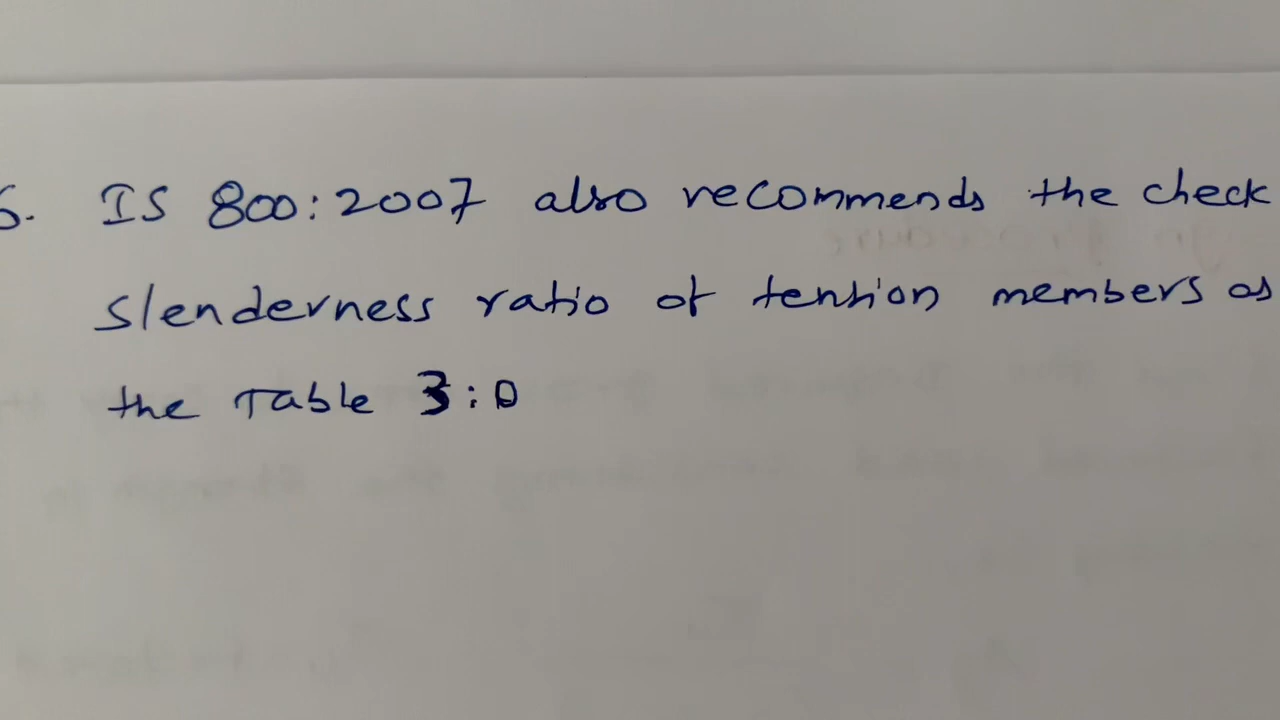 6. IS 800:2007 also recommends the check
slenderness ratio of tension members as
the Table 3:0